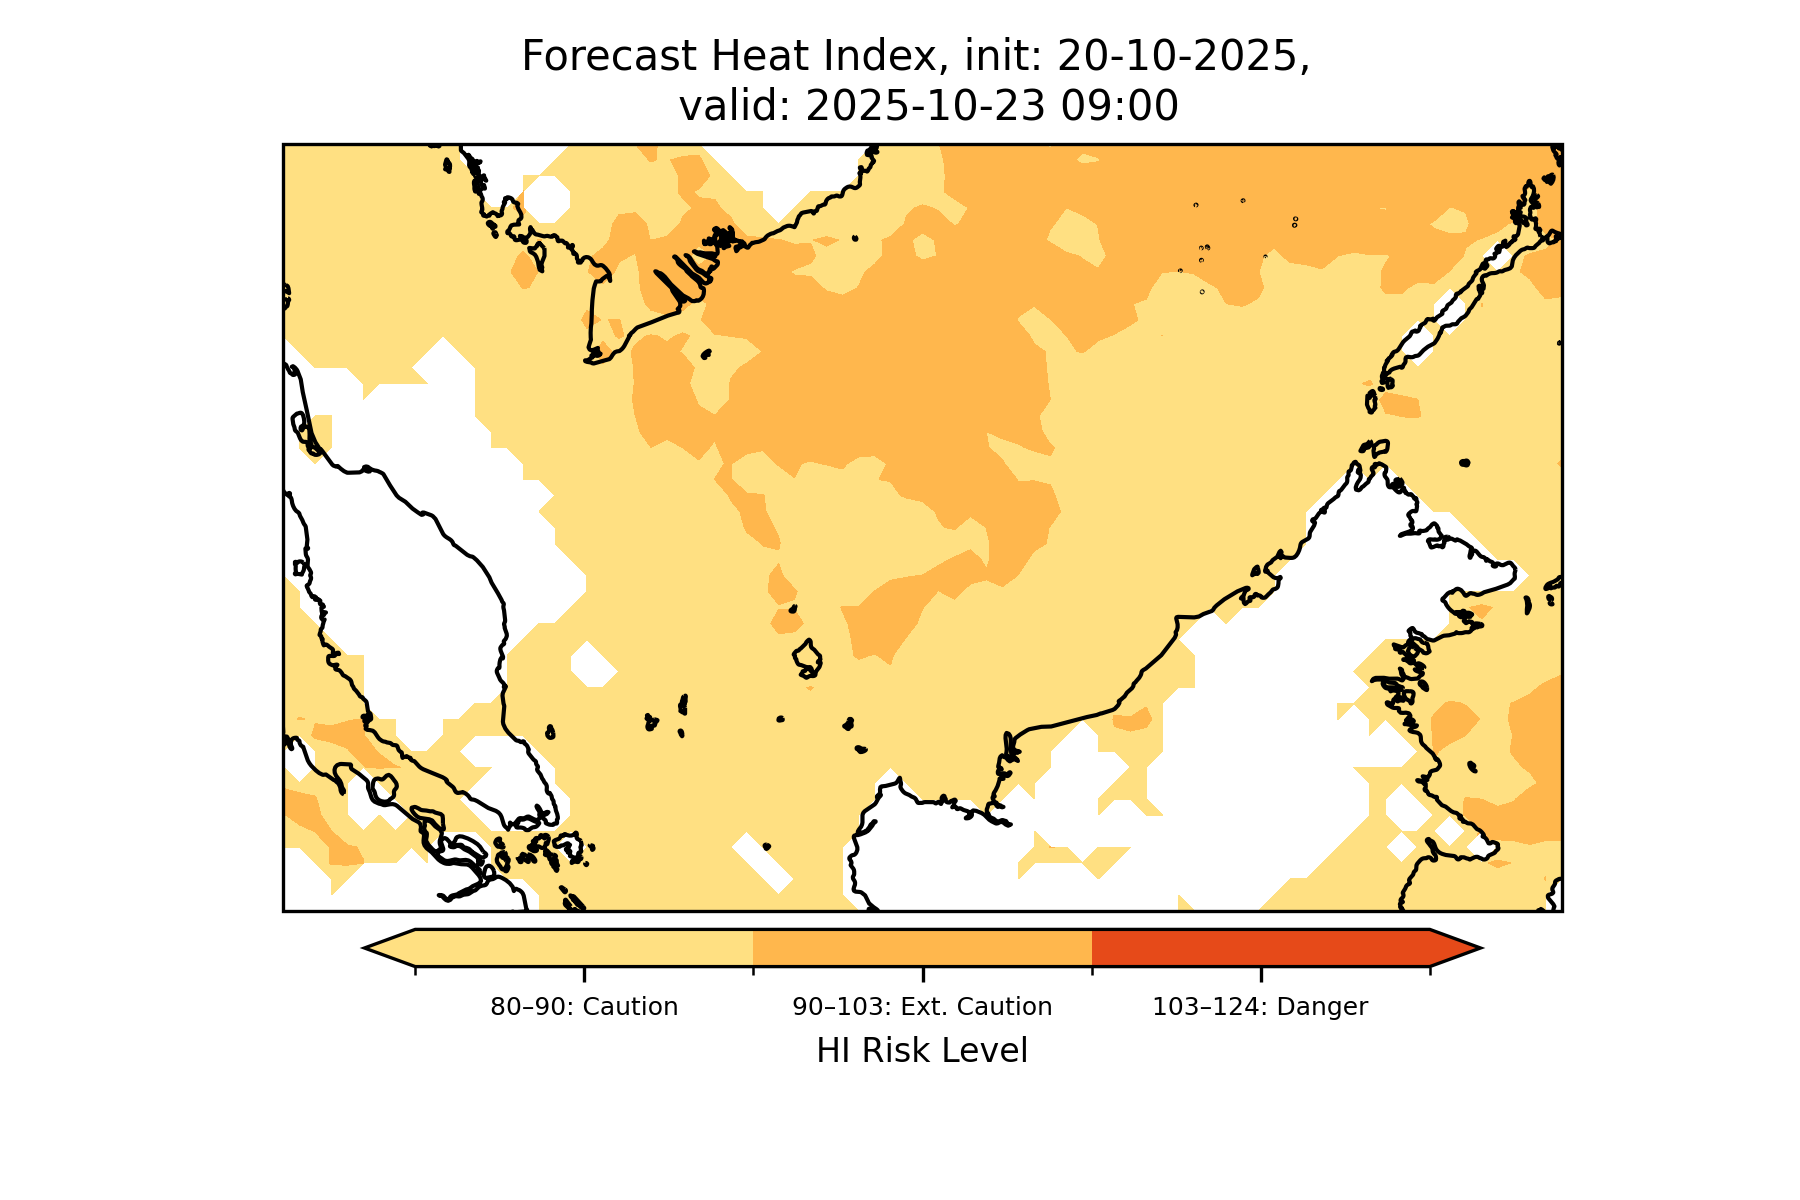 Forecast Heat Index, init: 20-10-2025,
valid: 2025-10-23 09:00
80–90: Caution
90–103: Ext. Caution
103–124: Danger
HI Risk Level